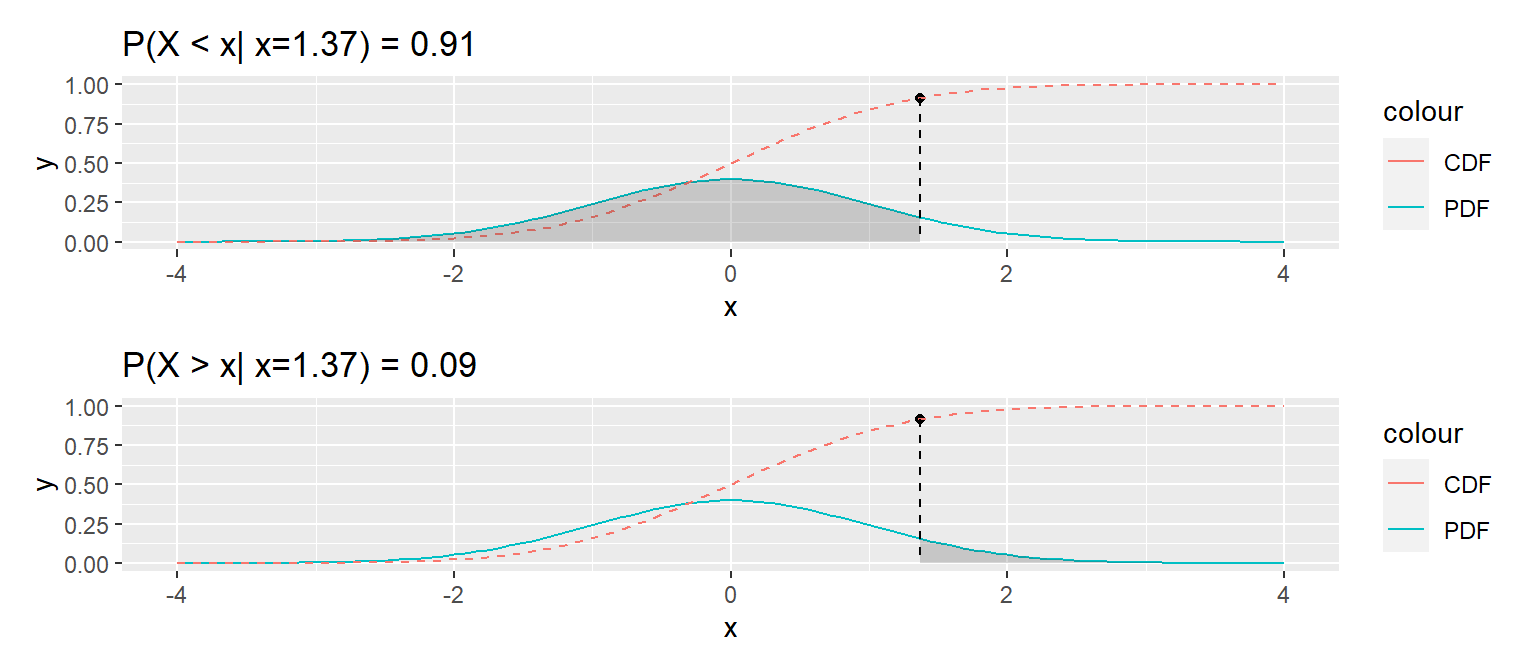 P(X < x| x=1.37) = 0.91
1.00
0.75
0.50
0.25
0.00
y
-4 -2 0 2 4
x
colour
CDF
PDF
P(X > x| x=1.37) = 0.09
1.00
0.75
0.50
0.25
0.00
y
-4 -2 0 2 4
x
colour
CDF
PDF